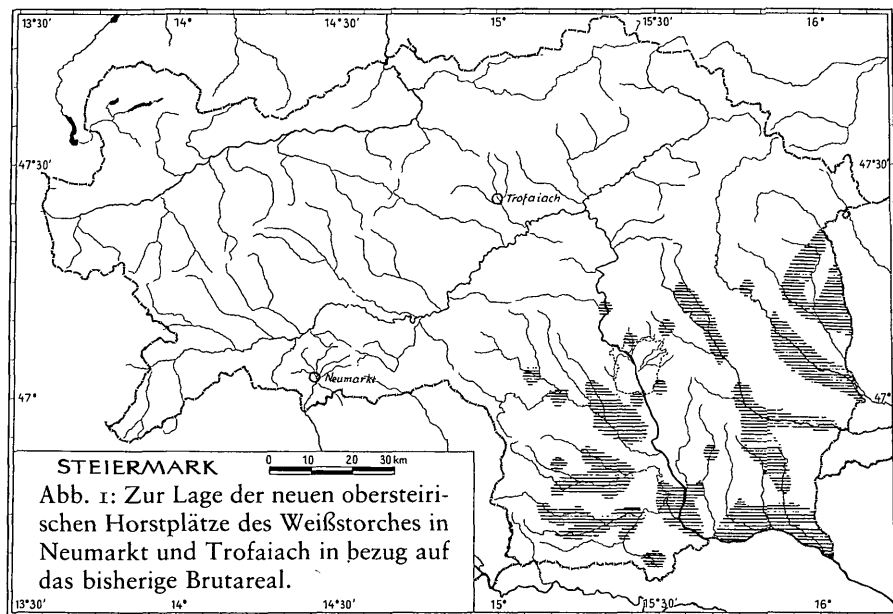 13°30' 14° 14°30' 15° 15°30' 16°
47°30' 47°30'
Trofaiach
Neumarkt
47° 47°
STEIERMARK 0 10 20 30 km
Abb. 1: Zur Lage der neuen obersteiri-
schen Horstplätze des Weißstorches in
Neumarkt und Trofaiach in bezug auf
das bisherige Brutareal.
13°30' 14° 14°30' 15° 15°30' 16°